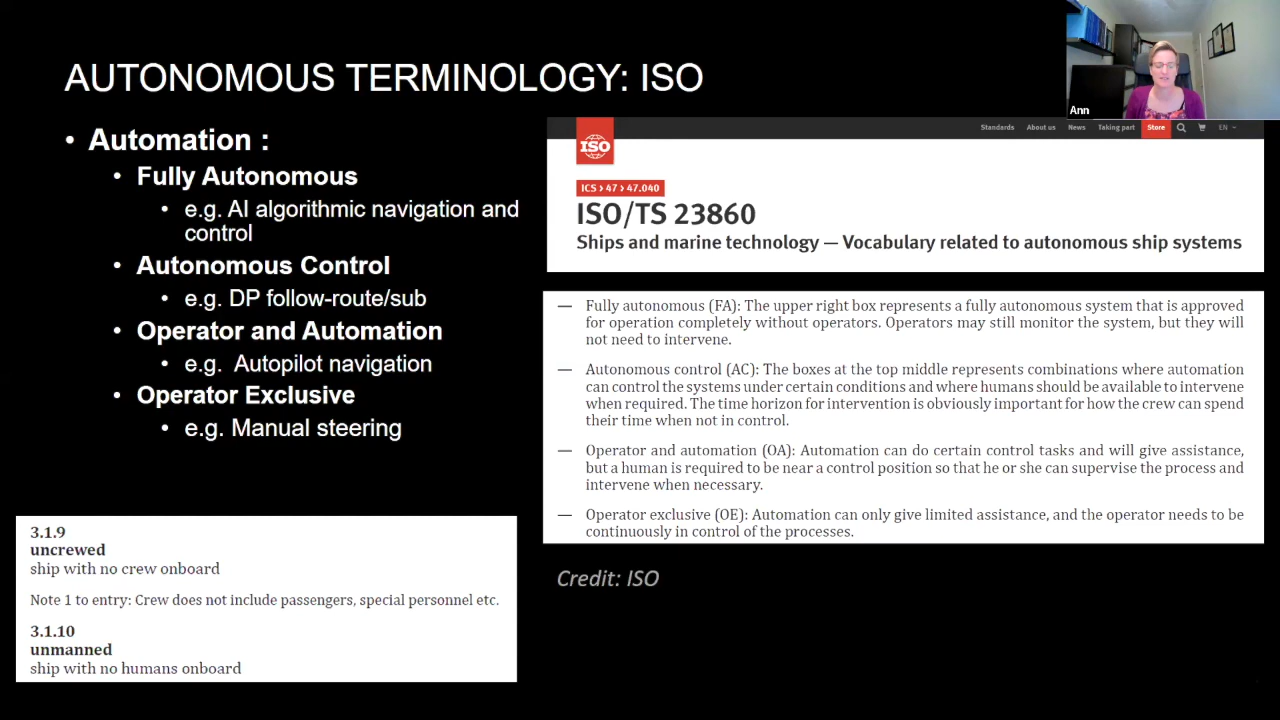 AUTONOMOUS TERMINOLOGY: ISO
Ann
• Automation :
• Fully Autonomous
• e.g. AI algorithmic navigation and
control
• Autonomous Control
• e.g. DP follow-route/sub
• Operator and Automation
• e.g. Autopilot navigation
• Operator Exclusive
• e.g. Manual steering
3.1.9
uncrewed
ship with no crew onboard
Note 1 to entry: Crew does not include passengers, special personnel etc.
3.1.10
unmanned
ship with no humans onboard
ISO
Standards About us News Taking part Store EN
ICS › 47 › 47.040
ISO/TS 23860
Ships and marine technology — Vocabulary related to autonomous ship systems
— Fully autonomous (FA): The upper right box represents a fully autonomous system that is approved
for operation completely without operators. Operators may still monitor the system, but they will
not need to intervene.
— Autonomous control (AC): The boxes at the top middle represents combinations where automation
can control the systems under certain conditions and where humans should be available to intervene
when required. The time horizon for intervention is obviously important for how the crew can spend
their time when not in control.
— Operator and automation (OA): Automation can do certain control tasks and will give assistance,
but a human is required to be near a control position so that he or she can supervise the process and
intervene when necessary.
— Operator exclusive (OE): Automation can only give limited assistance, and the operator needs to be
continuously in control of the processes.
Credit: ISO